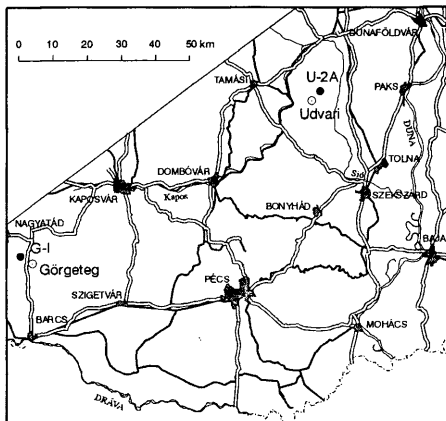 0 10 20 30 40 50 km
DUNAFÖLDVÁR
TAMÁSI
U-2A
PAKS
Udvari
DUNA
TOLNA
DOMBÓVÁR
Sió
KAPOSVÁR
Kapos
SZEKSZÁRD
BONYHÁD
NAGYATÁD
BAJA
G-I
Görgeteg
PÉCS
SZIGETVÁR
BARCS
MOHÁCS
DRÁVA